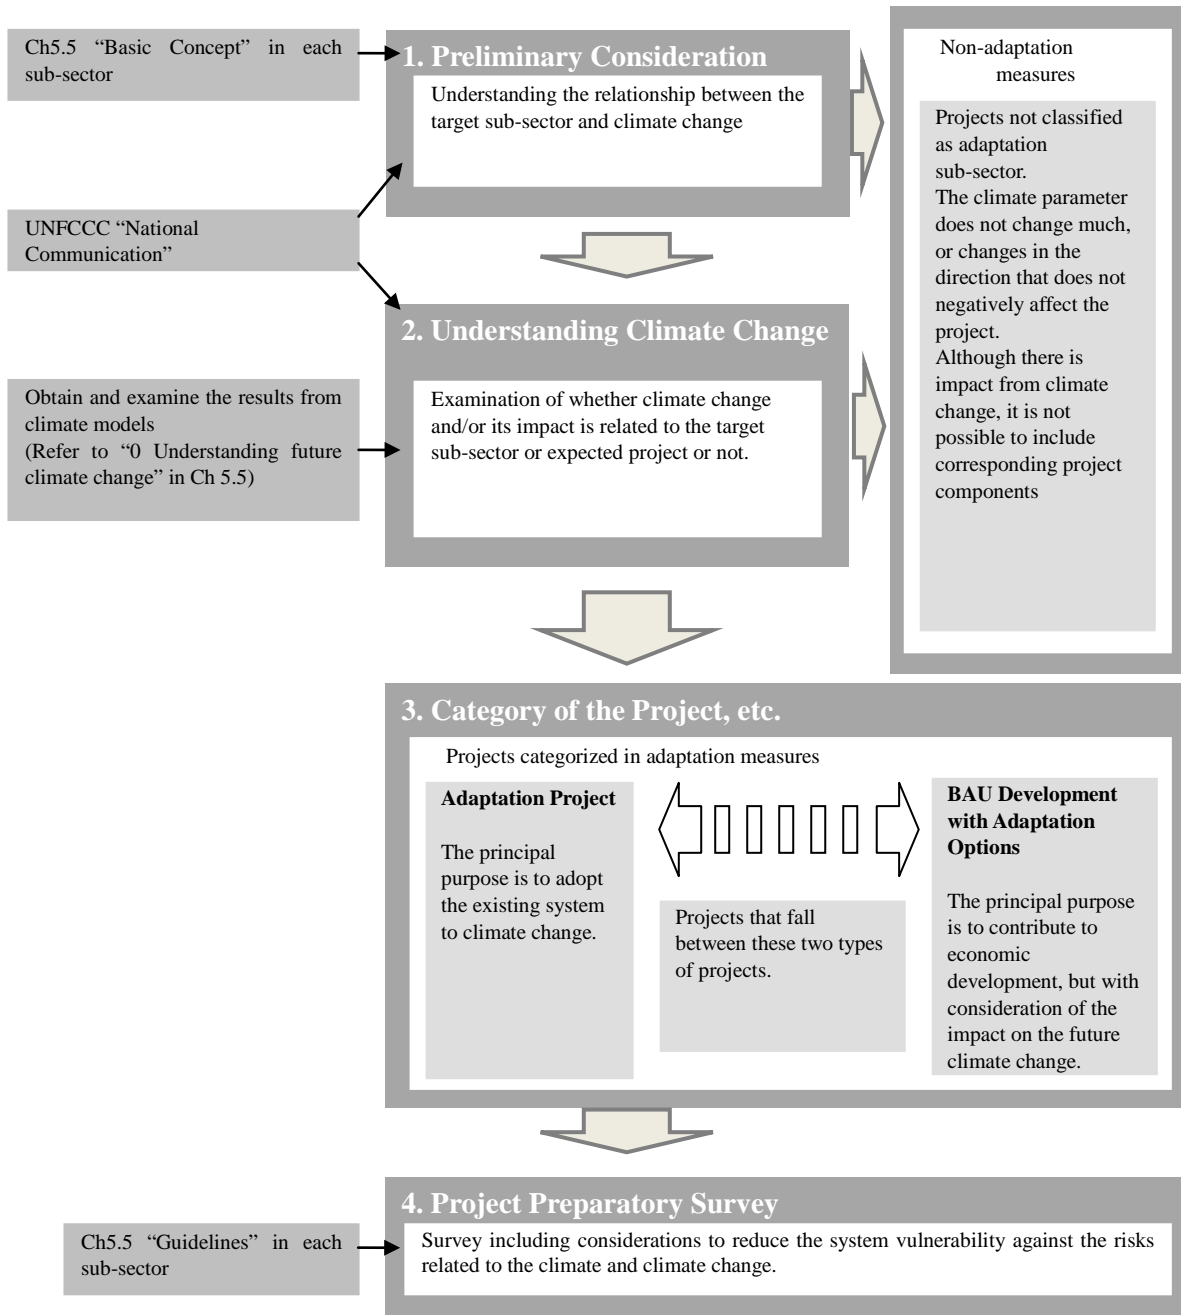 Ch5.5 “Basic Concept” in each
sub-sector
1. Preliminary Consideration
Understanding the relationship between the
target sub-sector and climate change
Non-adaptation
measures
Projects not classified
as adaptation
sub-sector.
The climate parameter
does not change much,
or changes in the
direction that does not
negatively affect the
project.
Although there is
impact from climate
change, it is not
possible to include
corresponding project
components
UNFCCC “National
Communication”
2. Understanding Climate Change
Examination of whether climate change
and/or its impact is related to the target
sub-sector or expected project or not.
Obtain and examine the results from
climate models
(Refer to “0 Understanding future
climate change” in Ch 5.5)
3. Category of the Project, etc.
Projects categorized in adaptation measures
Adaptation Project
The principal
purpose is to adopt
the existing system
to climate change.
Projects that fall
between these two types
of projects.
BAU Development
with Adaptation
Options
The principal purpose
is to contribute to
economic
development, but with
consideration of the
impact on the future
climate change.
4. Project Preparatory Survey
Survey including considerations to reduce the system vulnerability against the risks
related to the climate and climate change.
Ch5.5 “Guidelines” in each
sub-sector